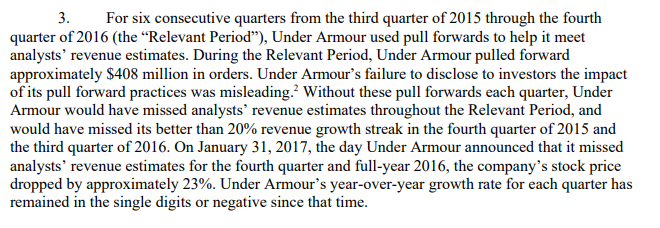 3. For six consecutive quarters from the third quarter of 2015 through the fourth
quarter of 2016 (the “Relevant Period”), Under Armour used pull forwards to help it meet
analysts’ revenue estimates. During the Relevant Period, Under Armour pulled forward
approximately $408 million in orders. Under Armour’s failure to disclose to investors the impact
of its pull forward practices was misleading.² Without these pull forwards each quarter, Under
Armour would have missed analysts’ revenue estimates throughout the Relevant Period, and
would have missed its better than 20% revenue growth streak in the fourth quarter of 2015 and
the third quarter of 2016. On January 31, 2017, the day Under Armour announced that it missed
analysts’ revenue estimates for the fourth quarter and full-year 2016, the company’s stock price
dropped by approximately 23%. Under Armour’s year-over-year growth rate for each quarter has
remained in the single digits or negative since that time.